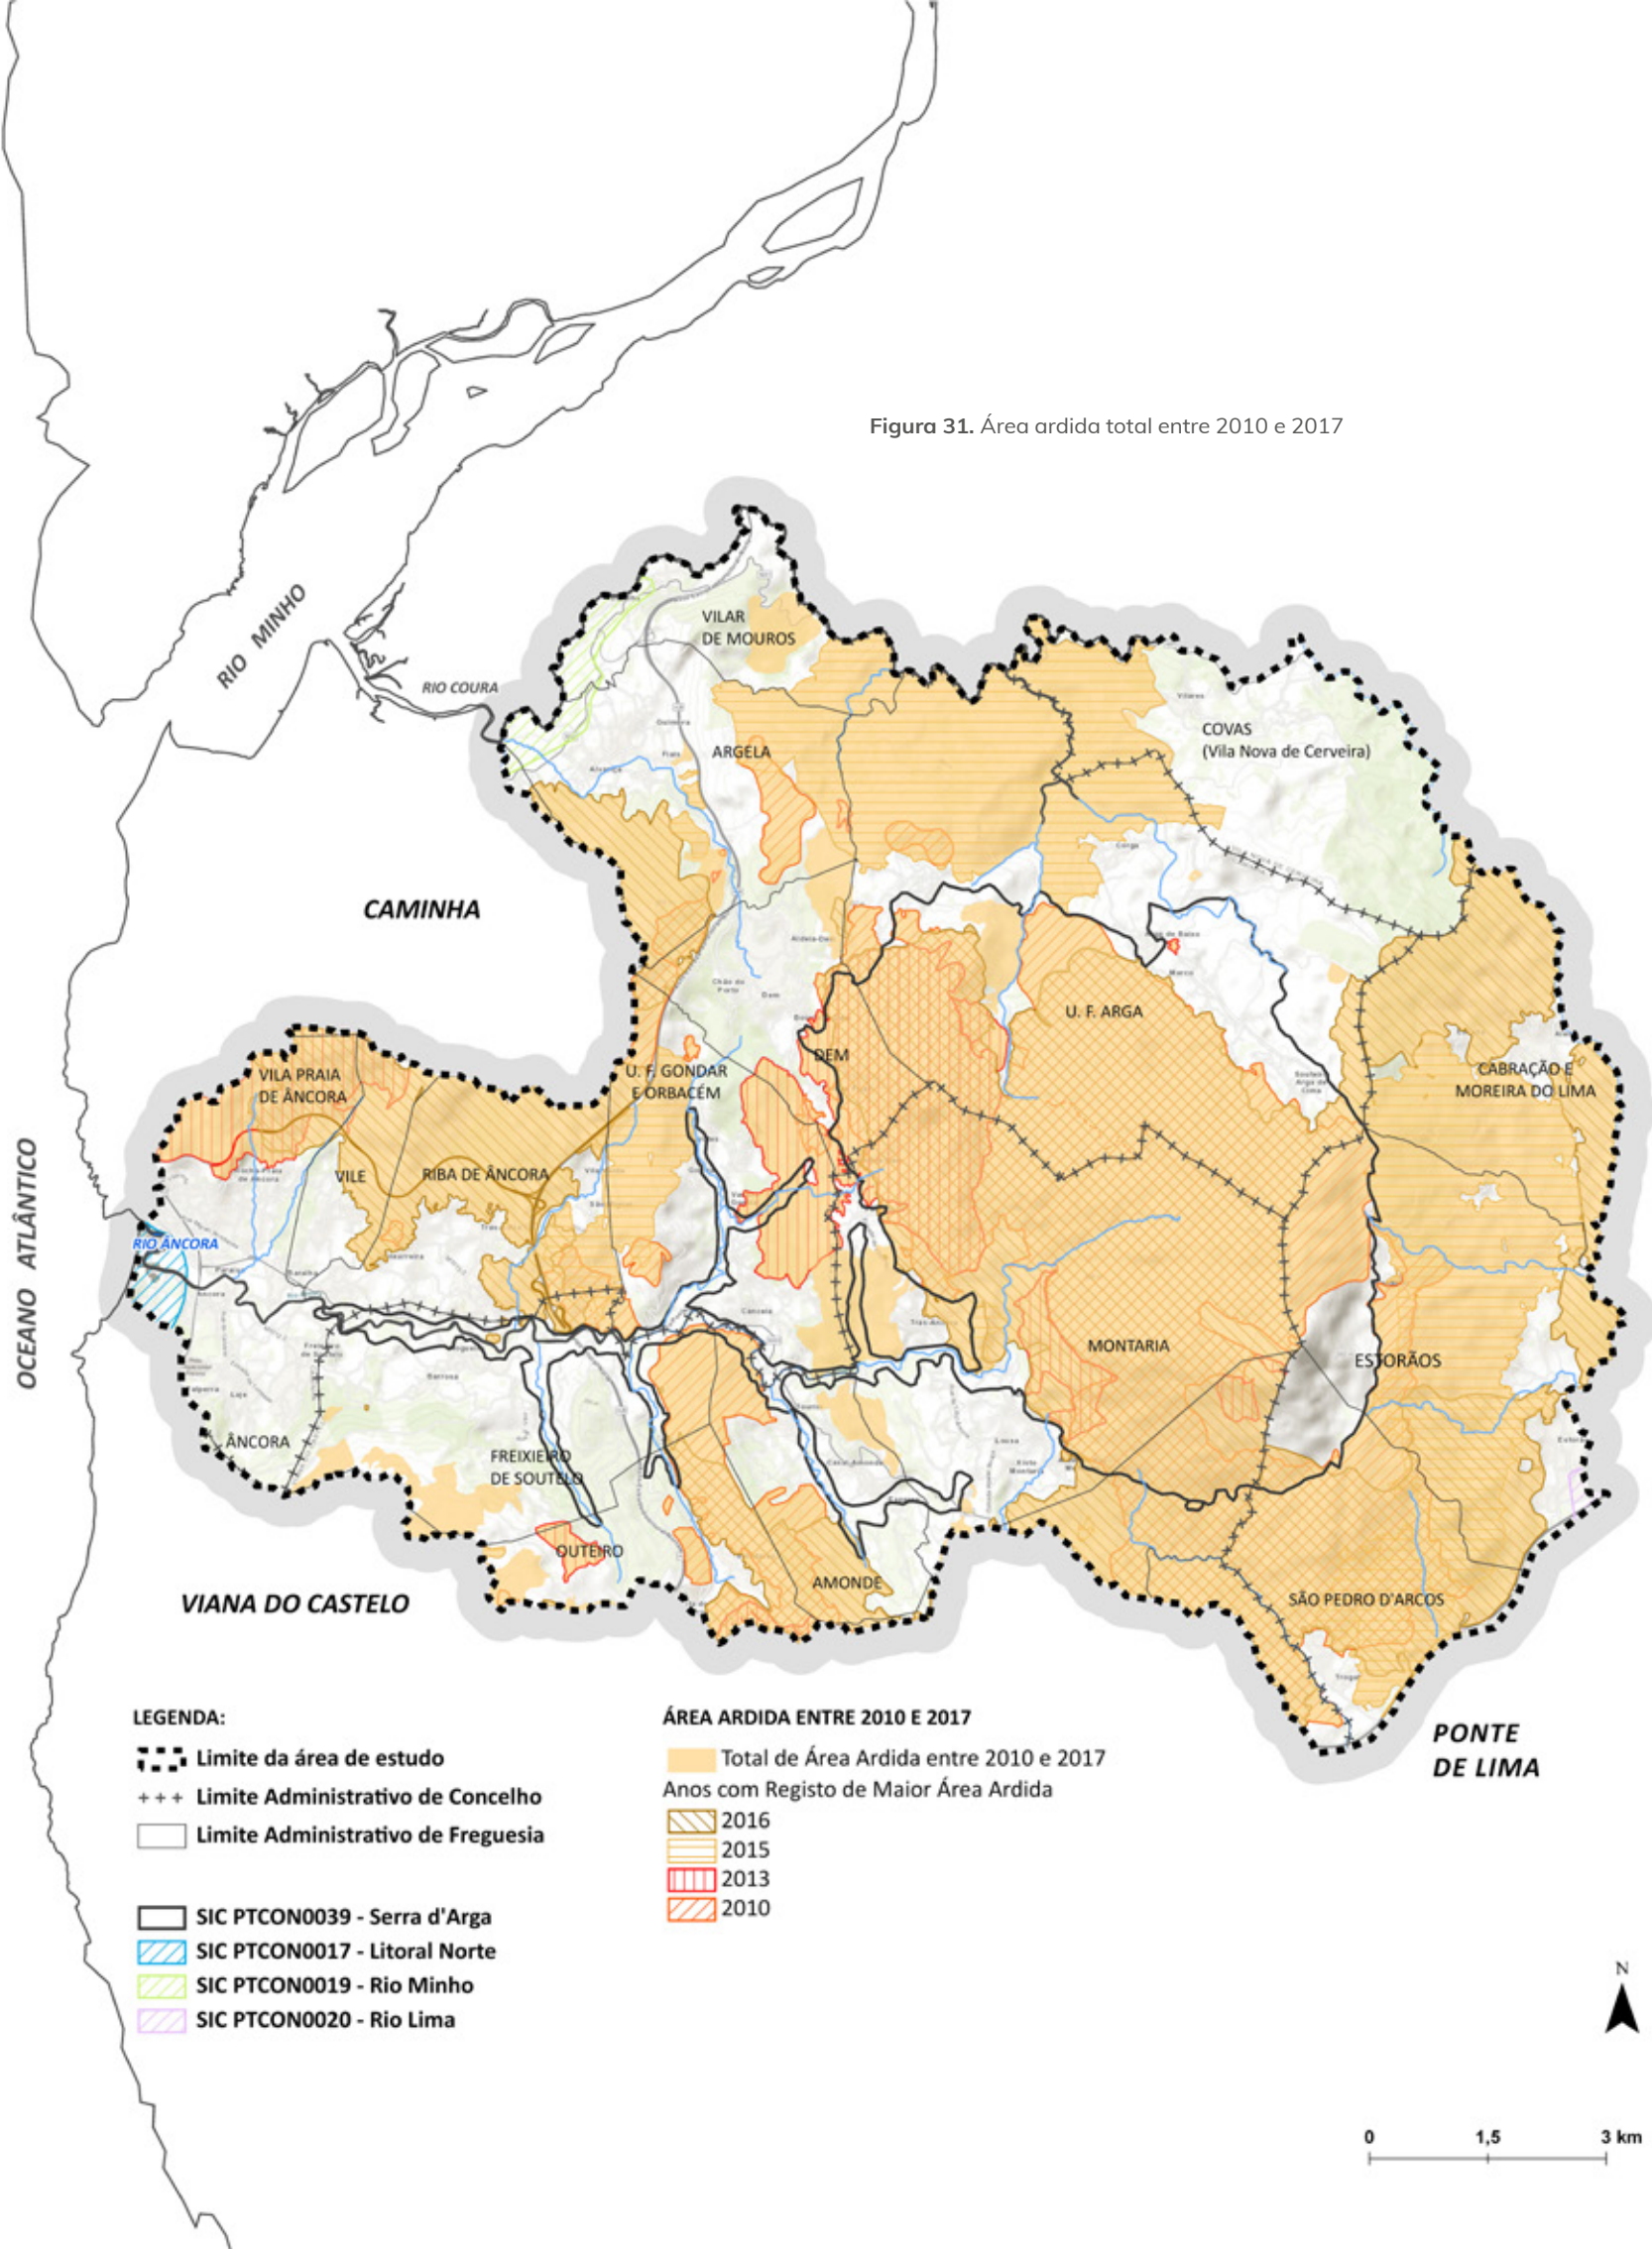 Figura 31. Área ardida total entre 2010 e 2017
RIO MINHO
RIO COURA
VILAR
DE MOUROS
Vilares
COVAS
(Vila Nova de Cerveira)
ARGELA
CAMINHA
Marco
U. F. ARGA
DEM
VILA PRAIA
DE ÂNCORA
U. F. GONDAR
E ORBACÉM
CABRAÇÃO E
MOREIRA DO LIMA
VILE
RIBA DE ÂNCORA
OCEANO ATLÂNTICO
RIO ÂNCORA
MONTARIA
ESTORÃOS
ÂNCORA
FREIXIEIRO
DE SOUTELO
OUTEIRO
AMONDE
SÃO PEDRO D'ARCOS
VIANA DO CASTELO
PONTE
DE LIMA
LEGENDA:
Limite da área de estudo
Limite Administrativo de Concelho
Limite Administrativo de Freguesia
SIC PTCON0039 - Serra d'Arga
SIC PTCON0017 - Litoral Norte
SIC PTCON0019 - Rio Minho
SIC PTCON0020 - Rio Lima
ÁREA ARDIDA ENTRE 2010 E 2017
Total de Área Ardida entre 2010 e 2017
Anos com Registo de Maior Área Ardida
2016
2015
2013
2010
N
0 1,5 3 km